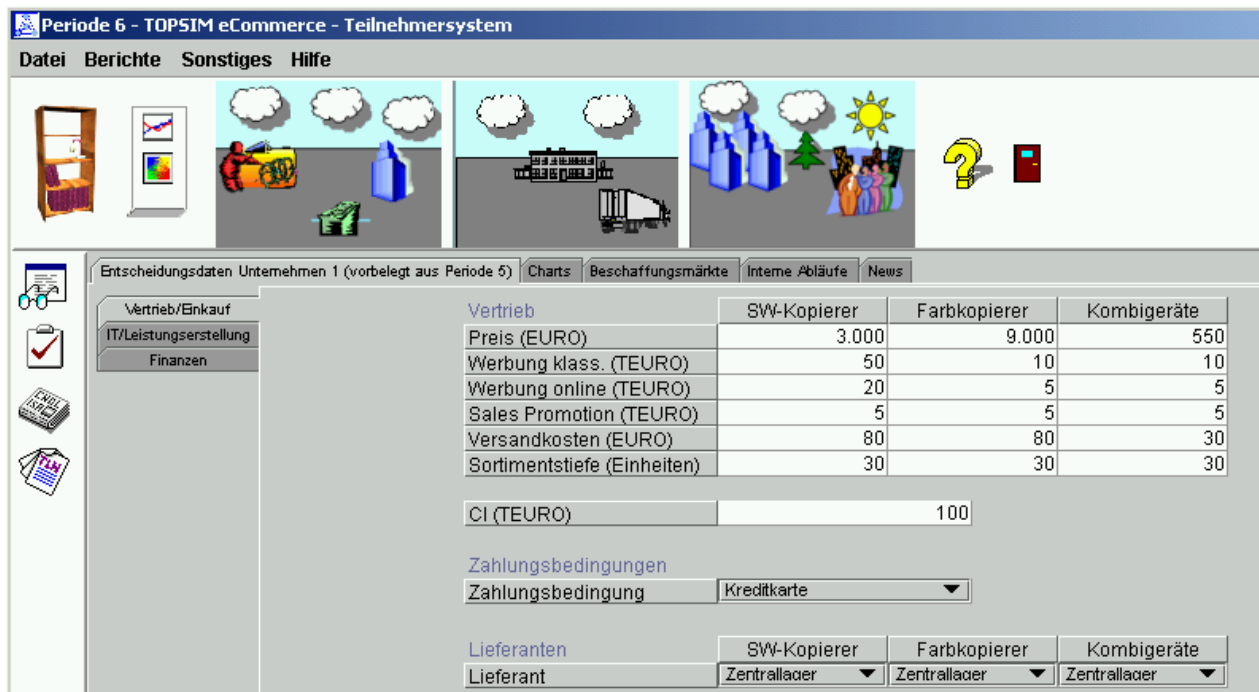 Periode 6 - TOPSIM eCommerce - Teilnehmersystem
Datei Berichte Sonstiges Hilfe
Entscheidungsdaten Unternehmen 1 (vorbelegt aus Periode 5) Charts Beschaffungsmärkte Interne Abläufe News
Vertrieb/Einkauf
IT/Leistungserstellung
Finanzen
Vertrieb SW-Kopierer Farbkopierer Kombigeräte
Preis (EURO) 3.000 9.000 550
Werbung klass. (TEURO) 50 10 10
Werbung online (TEURO) 20 5 5
Sales Promotion (TEURO) 5 5 5
Versandkosten (EURO) 80 80 30
Sortimentstiefe (Einheiten) 30 30 30
CI (TEURO) 100
Zahlungsbedingungen
Zahlungsbedingung Kreditkarte
Lieferanten SW-Kopierer Farbkopierer Kombigeräte
Lieferant Zentrallager Zentrallager Zentrallager